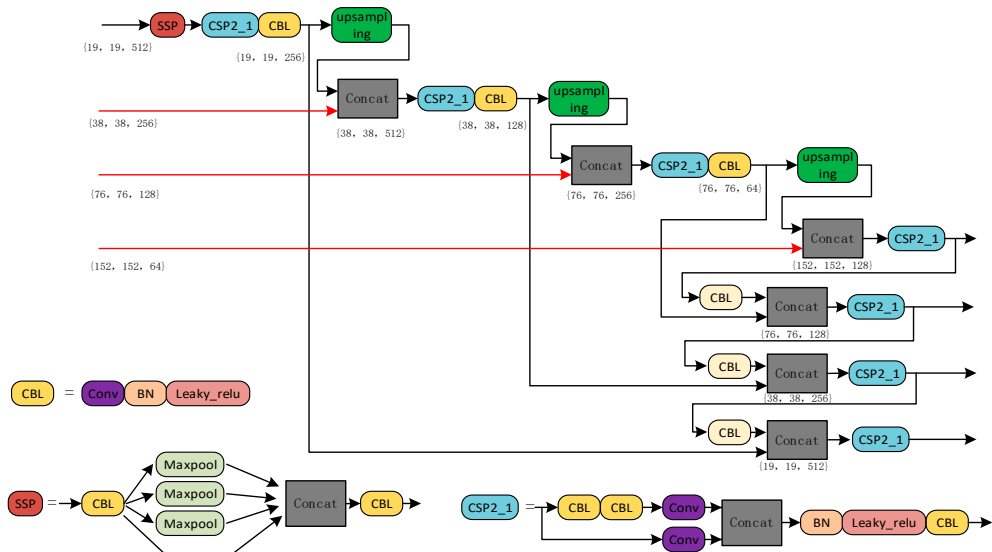 SSP CSP2_1 CBL upsampl
ing
{19, 19, 512} {19, 19, 256}
Concat CSP2_1 CBL upsampl
ing
{38, 38, 256} {38, 38, 512} {38, 38, 128}
Concat CSP2_1 CBL upsampl
ing
{76, 76, 128} {76, 76, 256} {76, 76, 64}
Concat CSP2_1
{152, 152, 64} {152, 152, 128}
CBL Concat CSP2_1
{76, 76, 128}
CBL Concat CSP2_1
{38, 38, 256}
CBL = Conv BN Leaky_relu
CBL Concat CSP2_1
{19, 19, 512}
SSP = CBL Maxpool Concat CBL
Maxpool
Maxpool
CSP2_1 = CBL CBL Conv Concat BN Leaky_relu CBL
Conv